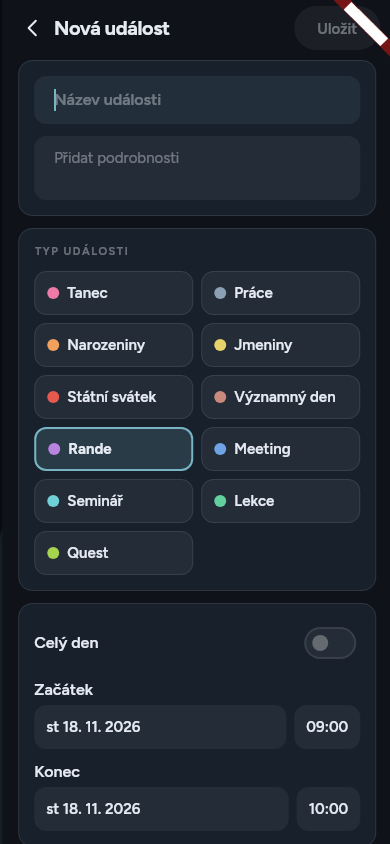 Nová událost
Uložit
Název události
Přidat podrobnosti
TYP UDÁLOSTI
Tanec
Práce
Narozeniny
Jmeniny
Státní svátek
Významný den
Rande
Meeting
Seminář
Lekce
Quest
Celý den
Začátek
st 18. 11. 2026
09:00
Konec
st 18. 11. 2026
10:00